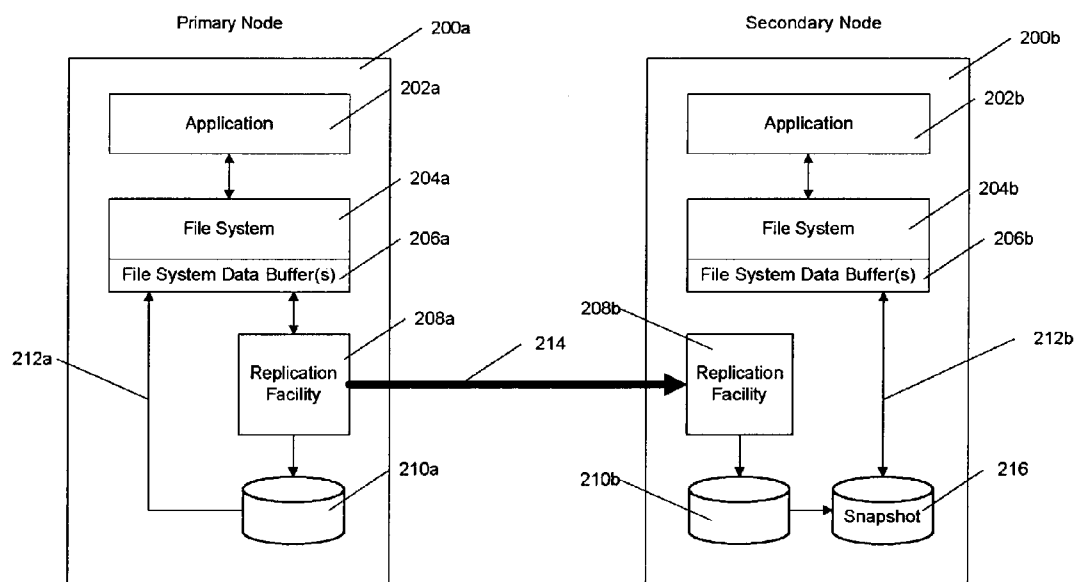 Primary Node
Secondary Node
200a
200b
202a
202b
Application
Application
204a
204b
File System
File System
206a
206b
File System Data Buffer(s)
File System Data Buffer(s)
208a
208b
212a
214
212b
Replication
Facility
Replication
Facility
210a
210b
216
Snapshot